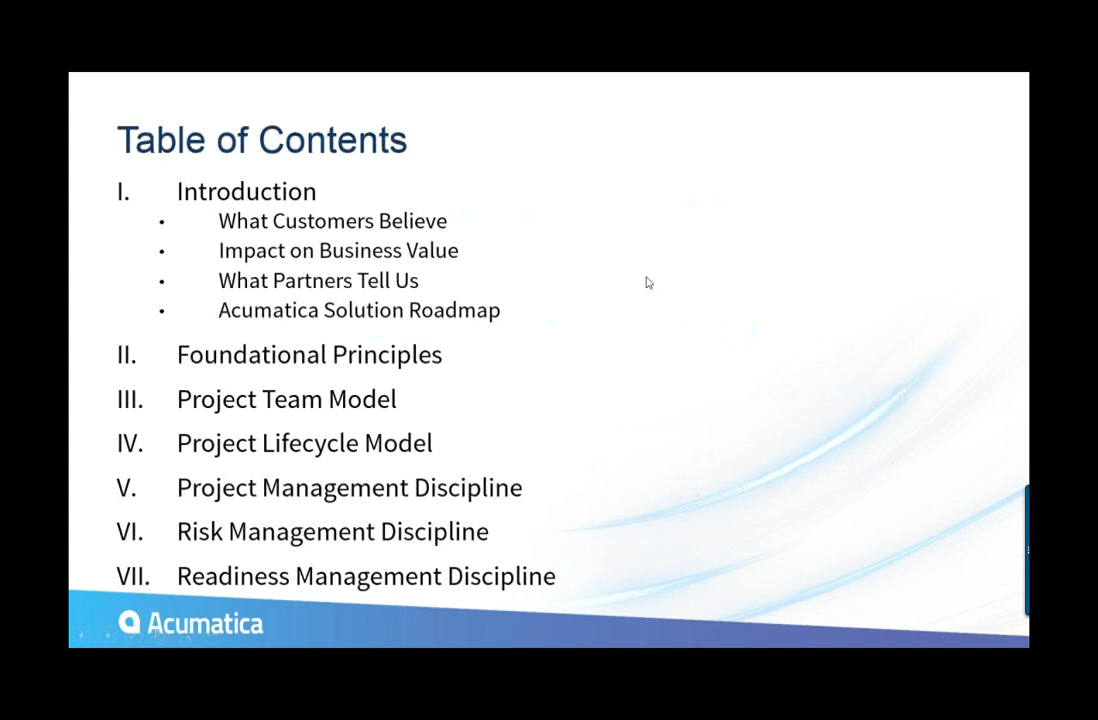 Table of Contents
I. Introduction
• What Customers Believe
• Impact on Business Value
• What Partners Tell Us
• Acumatica Solution Roadmap
II. Foundational Principles
III. Project Team Model
IV. Project Lifecycle Model
V. Project Management Discipline
VI. Risk Management Discipline
VII. Readiness Management Discipline
Acumatica